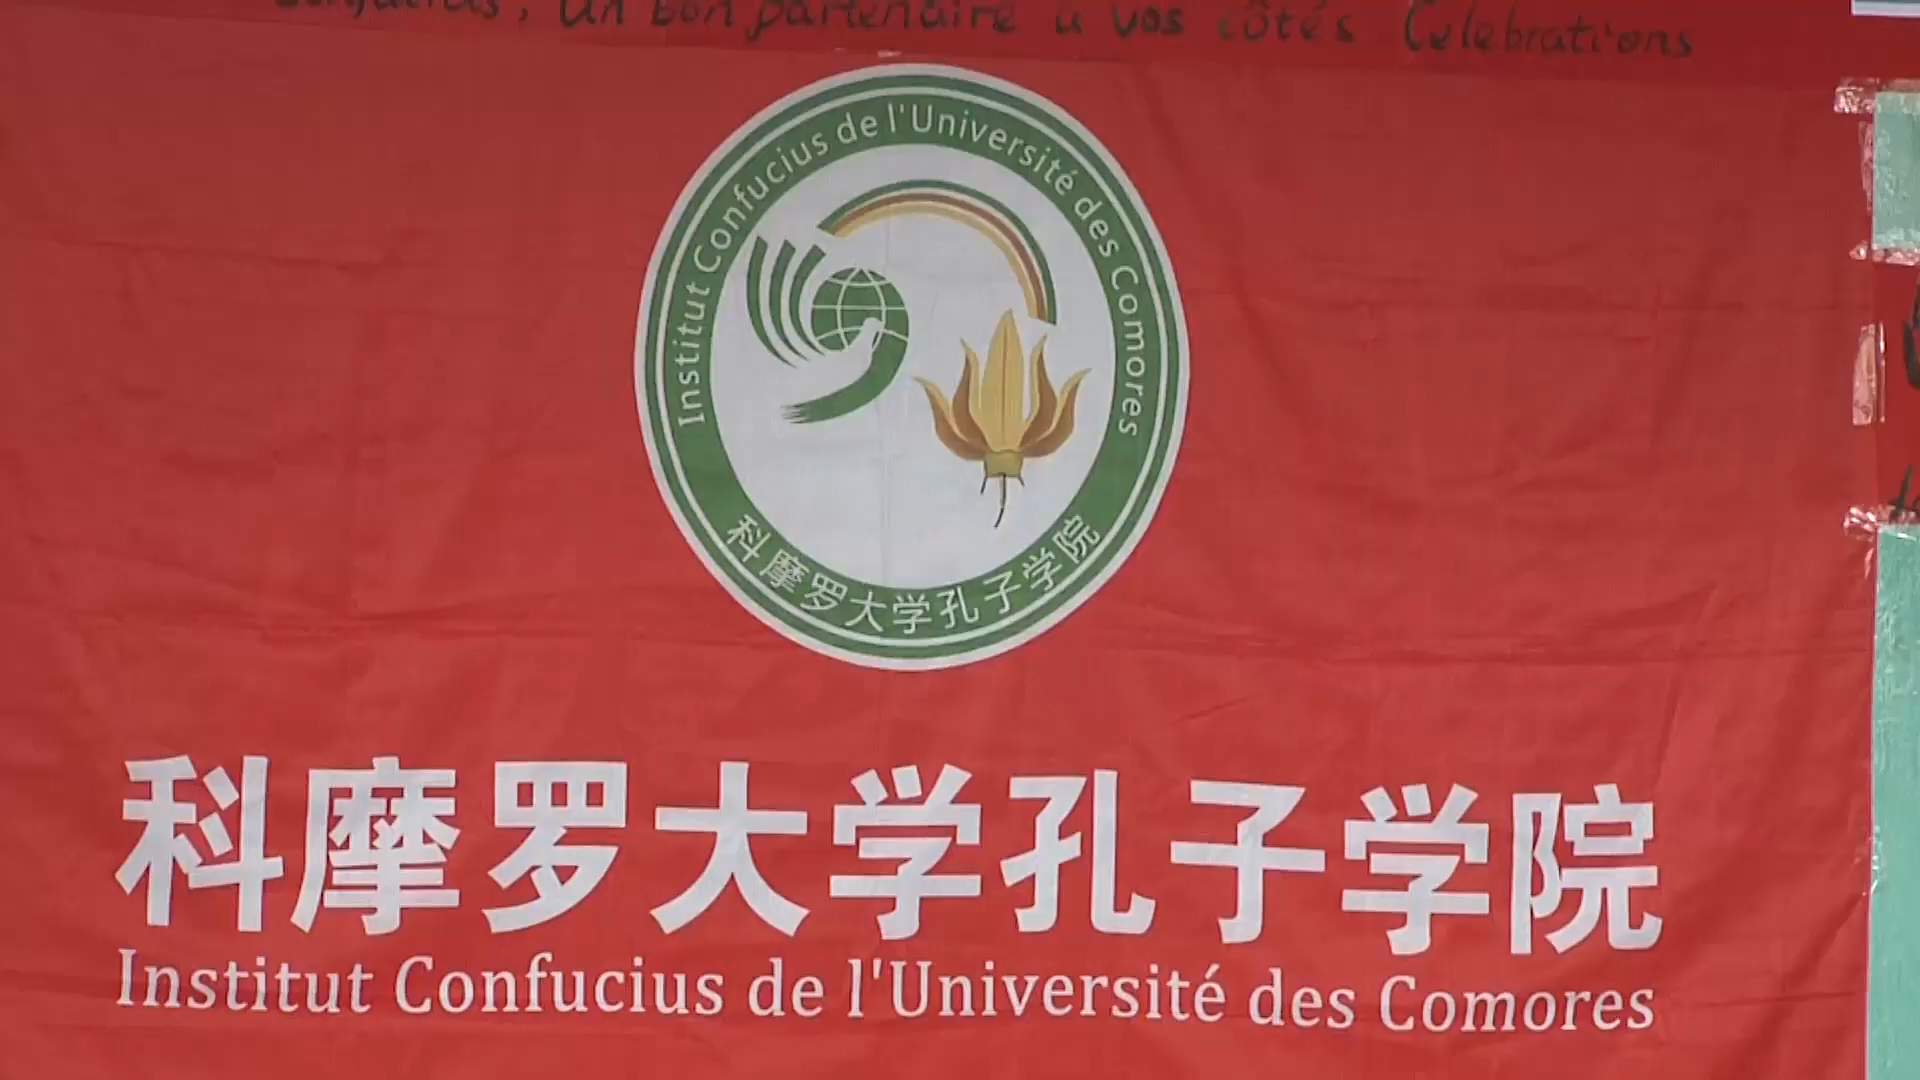 un bon partenaire à vos côtés Celebrations
Institut Confucius de l'Université des Comores
科摩罗大学孔子学院
科摩罗大学孔子学院
Institut Confucius de l'Université des Comores